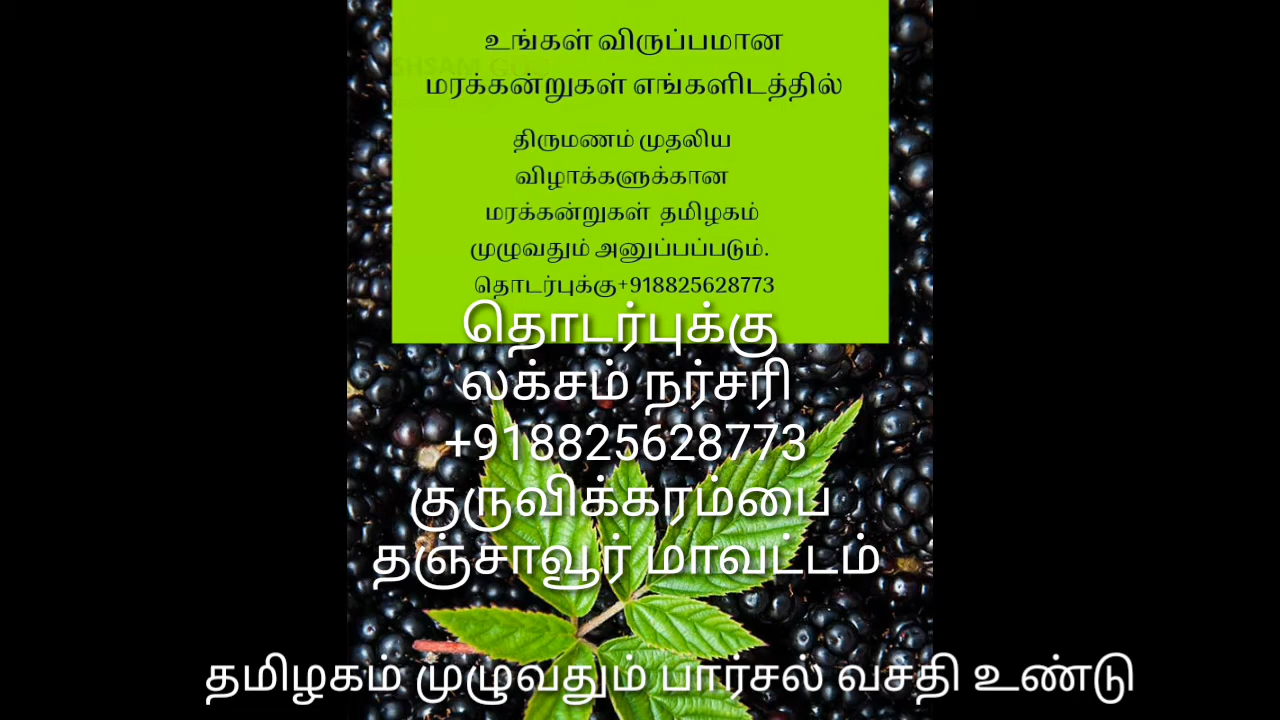 உங்கள் விருப்பமான
மரக்கன்றுகள் எங்களிடத்தில்
திருமணம் முதலிய
விழாக்களுக்கான
மரக்கன்றுகள் தமிழகம்
முழுவதும் அனுப்பப்படும்.
தொடர்புக்கு+918825628773
தொடர்புக்கு
லக்சம் நர்சரி
+918825628773
குருவிக்கரம்பை
தஞ்சாவூர் மாவட்டம்
தமிழகம் முழுவதும் பார்சல் வசதி உண்டு